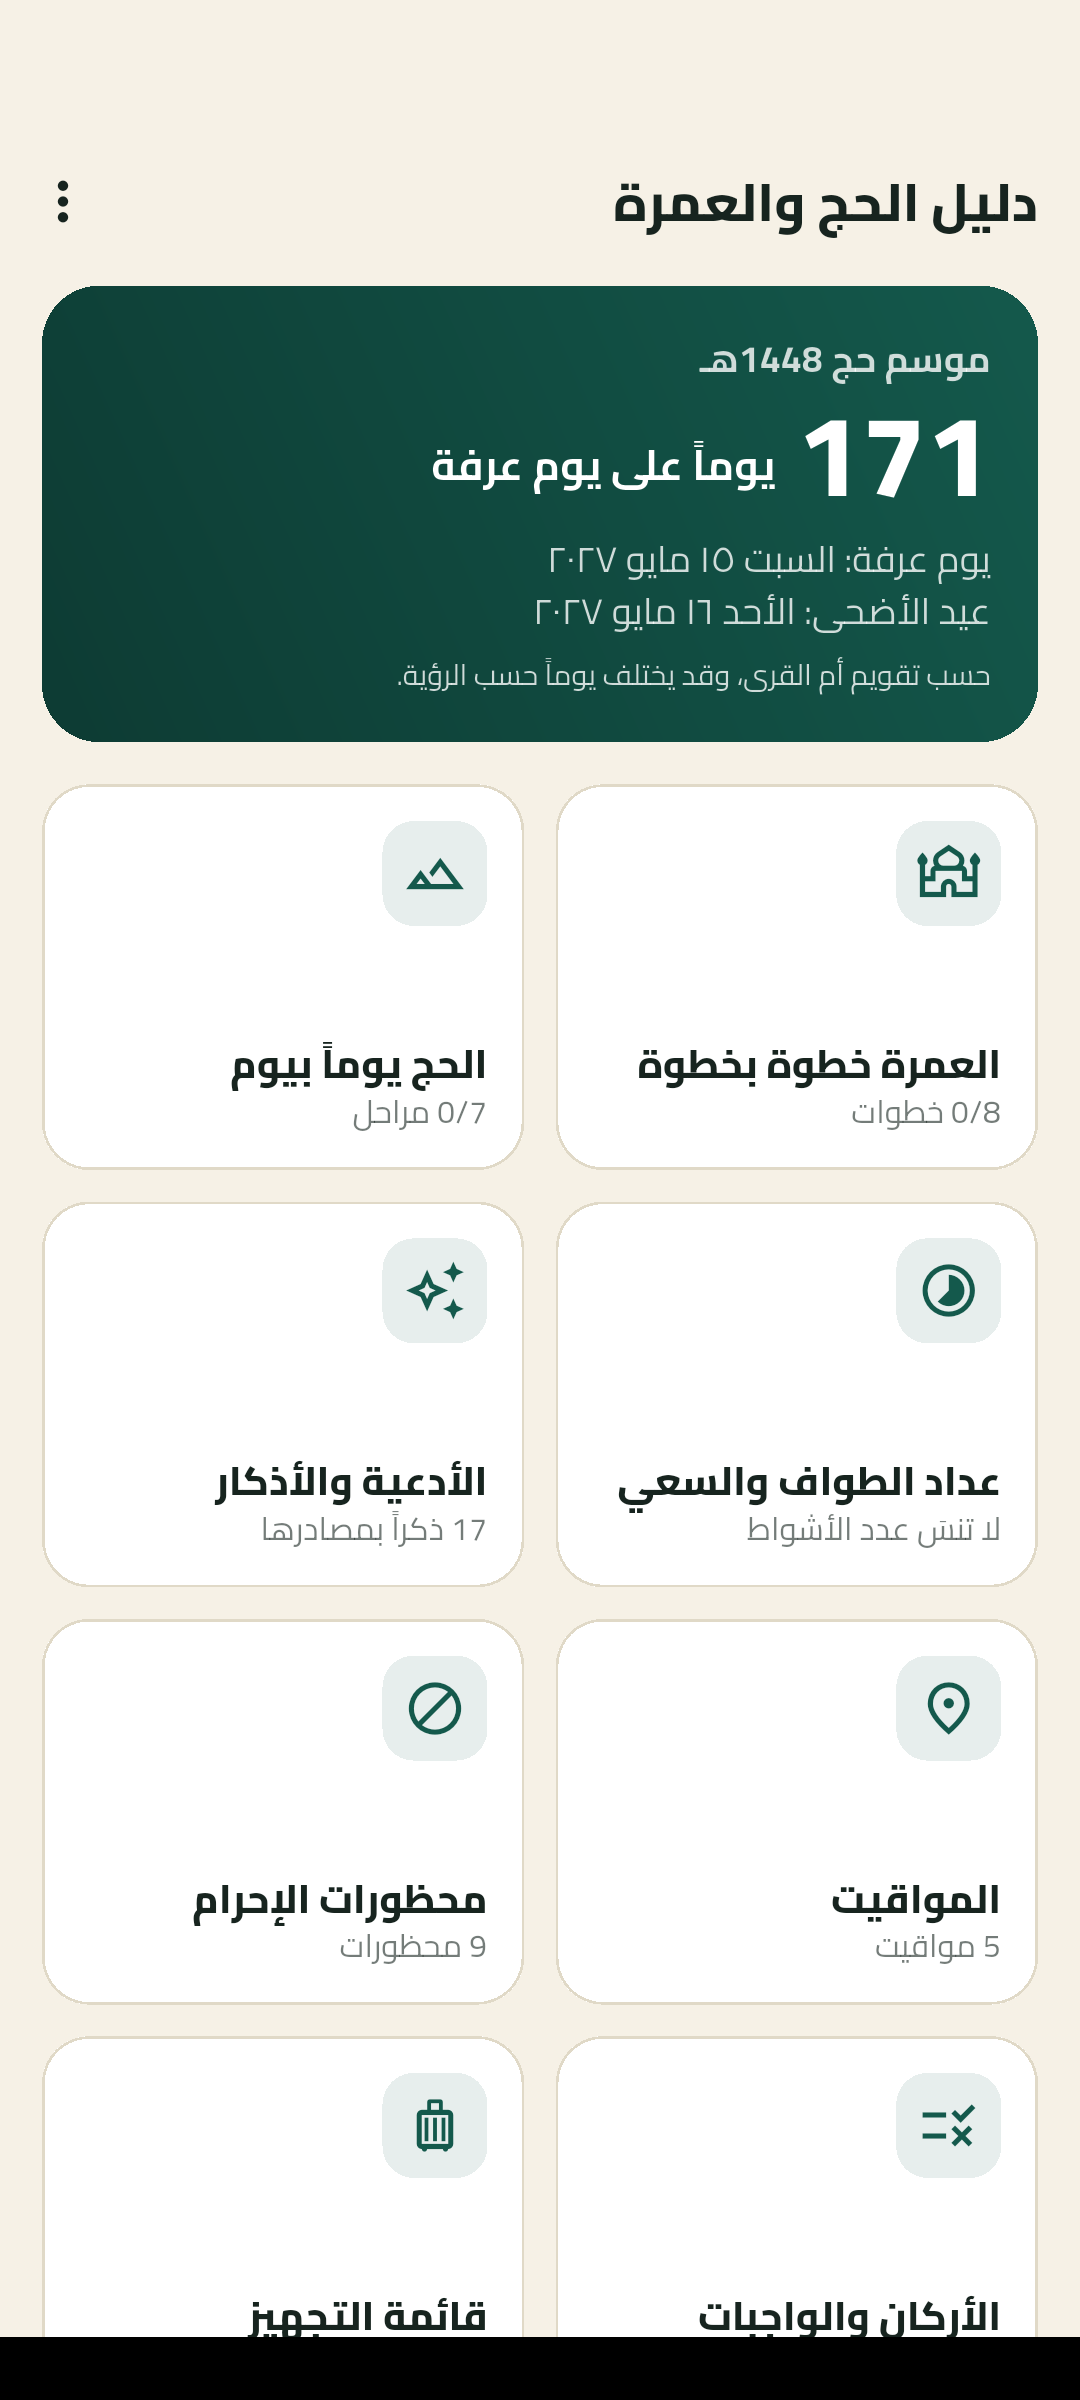 دليل الحج والعمرة
موسم حج 1448هـ
171 يوماً على يوم عرفة
يوم عرفة: السبت ١٥ مايو ٢٠٢٧
عيد الأضحى: الأحد ١٦ مايو ٢٠٢٧
حسب تقويم أم القرى، وقد يختلف يوماً حسب الرؤية.
العمرة خطوة بخطوة
0/8 خطوات
الحج يوماً بيوم
0/7 مراحل
عداد الطواف والسعي
لا تنسَ عدد الأشواط
الأدعية والأذكار
17 ذكراً بمصادرها
المواقيت
5 مواقيت
محظورات الإحرام
9 محظورات
الأركان والواجبات
قائمة التجهيز